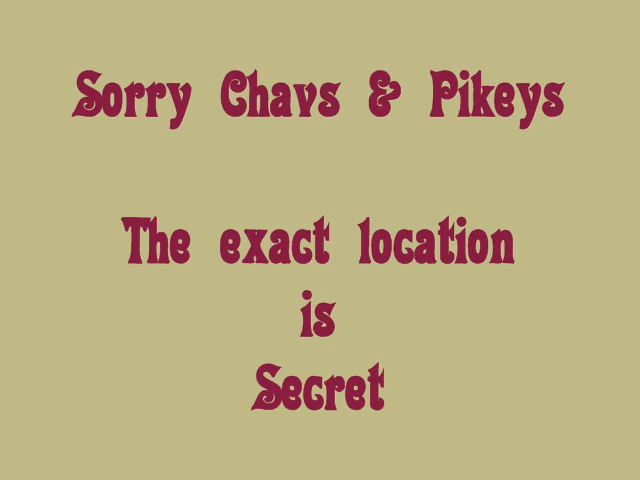 Sorry Chavs & Pikeys
The exact location
is
Secret